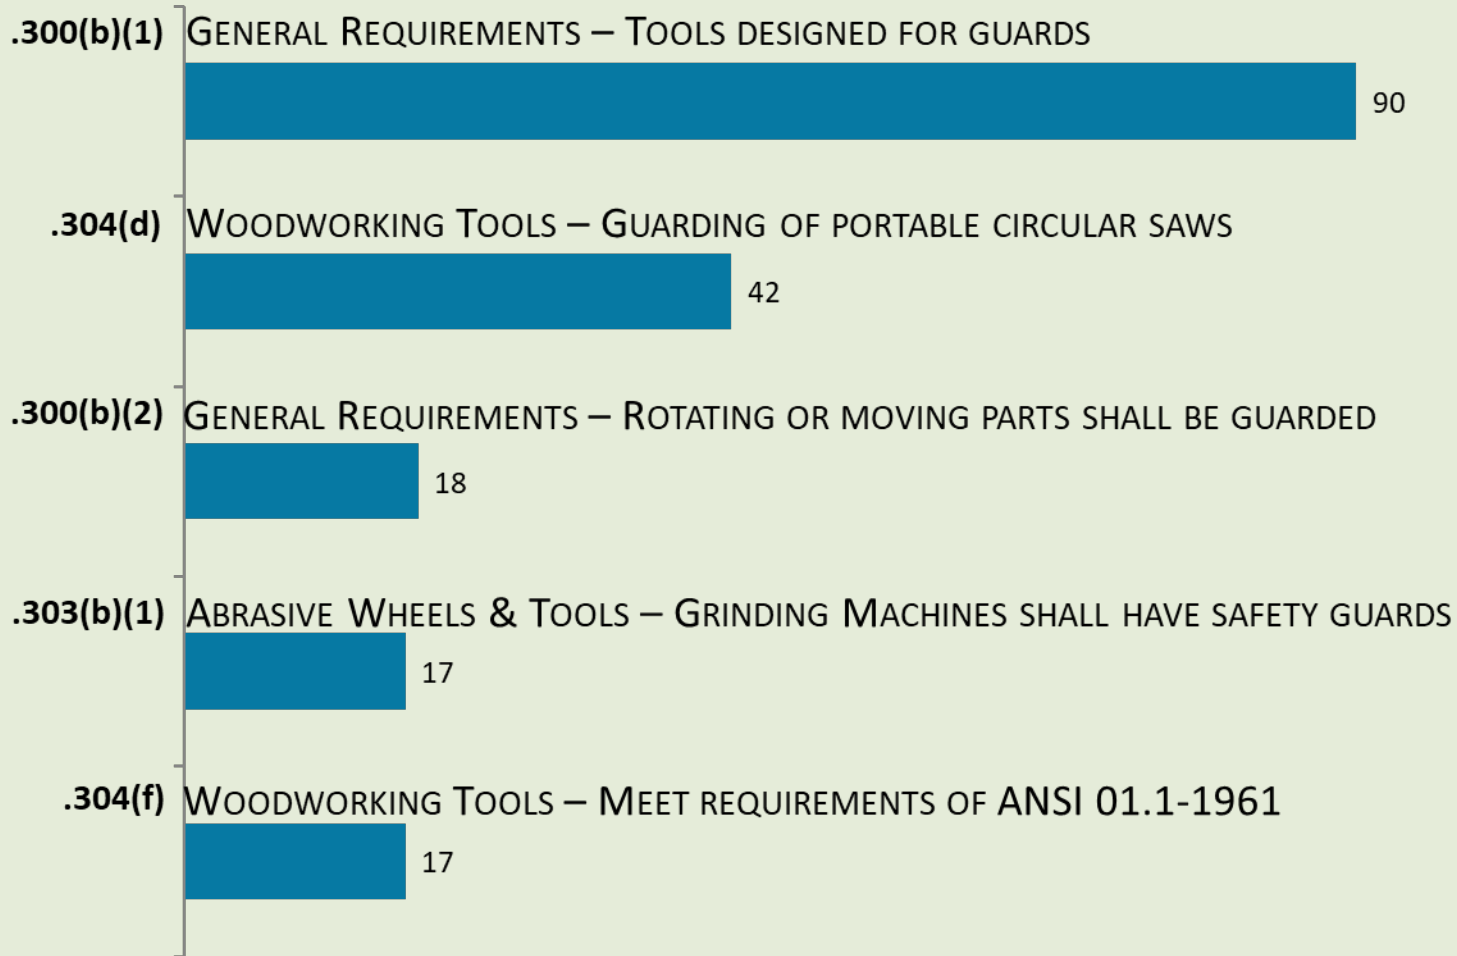 .300(b)(1) General Requirements – Tools designed for guards
90
.304(d) Woodworking Tools – Guarding of portable circular saws
42
.300(b)(2) General Requirements – Rotating or moving parts shall be guarded
18
.303(b)(1) Abrasive Wheels & Tools – Grinding Machines shall have safety guards
17
.304(f) Woodworking Tools – Meet requirements of ANSI 01.1-1961
17